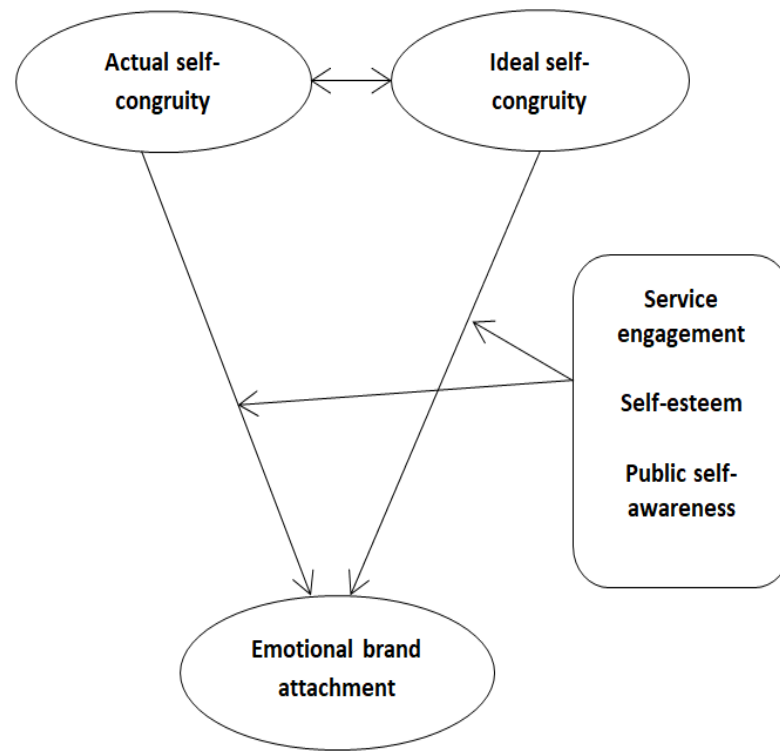 Actual self-
congruity
Ideal self-
congruity
Service
engagement
Self-esteem
Public self-
awareness
Emotional brand
attachment